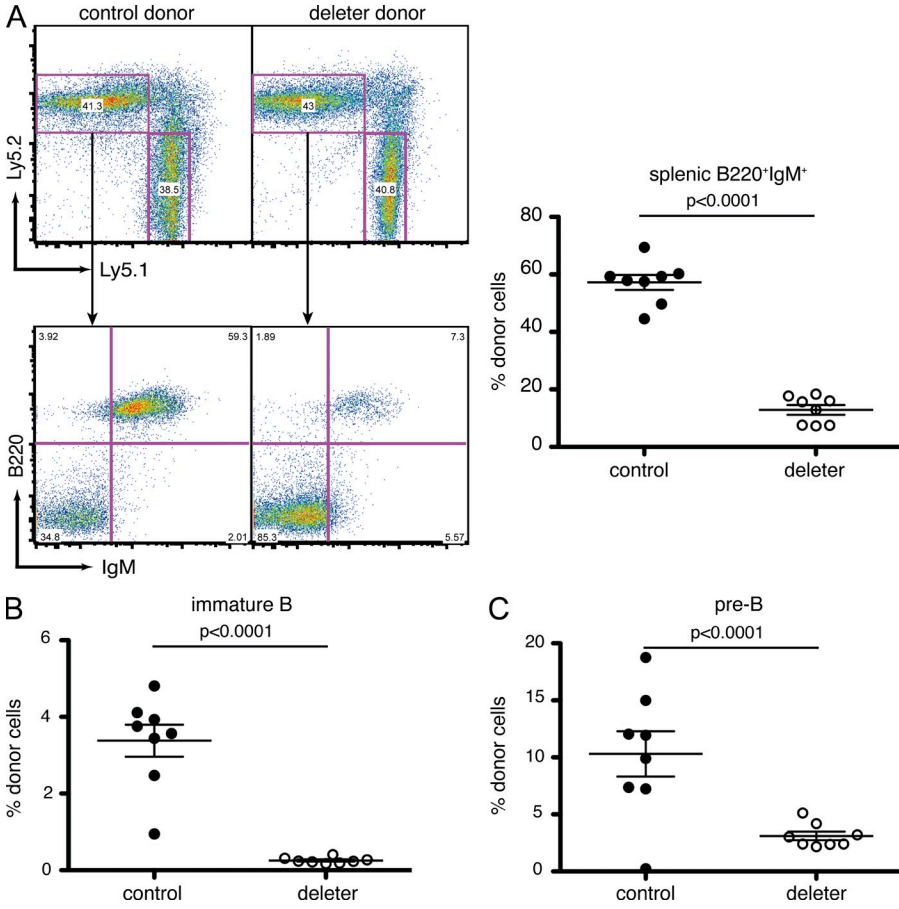 A
control donor
deleter donor
Ly5.2
41.3
43
38.5
40.8
Ly5.1
3.92
59.3
1.89
7.3
B220
34.8
2.01
85.3
5.57
IgM
splenic B220⁺IgM⁺
p<0.0001
% donor cells
80
60
40
20
0
control
deleter
B
immature B
p<0.0001
% donor cells
6
4
2
0
control
deleter
C
pre-B
p<0.0001
% donor cells
20
15
10
5
0
control
deleter